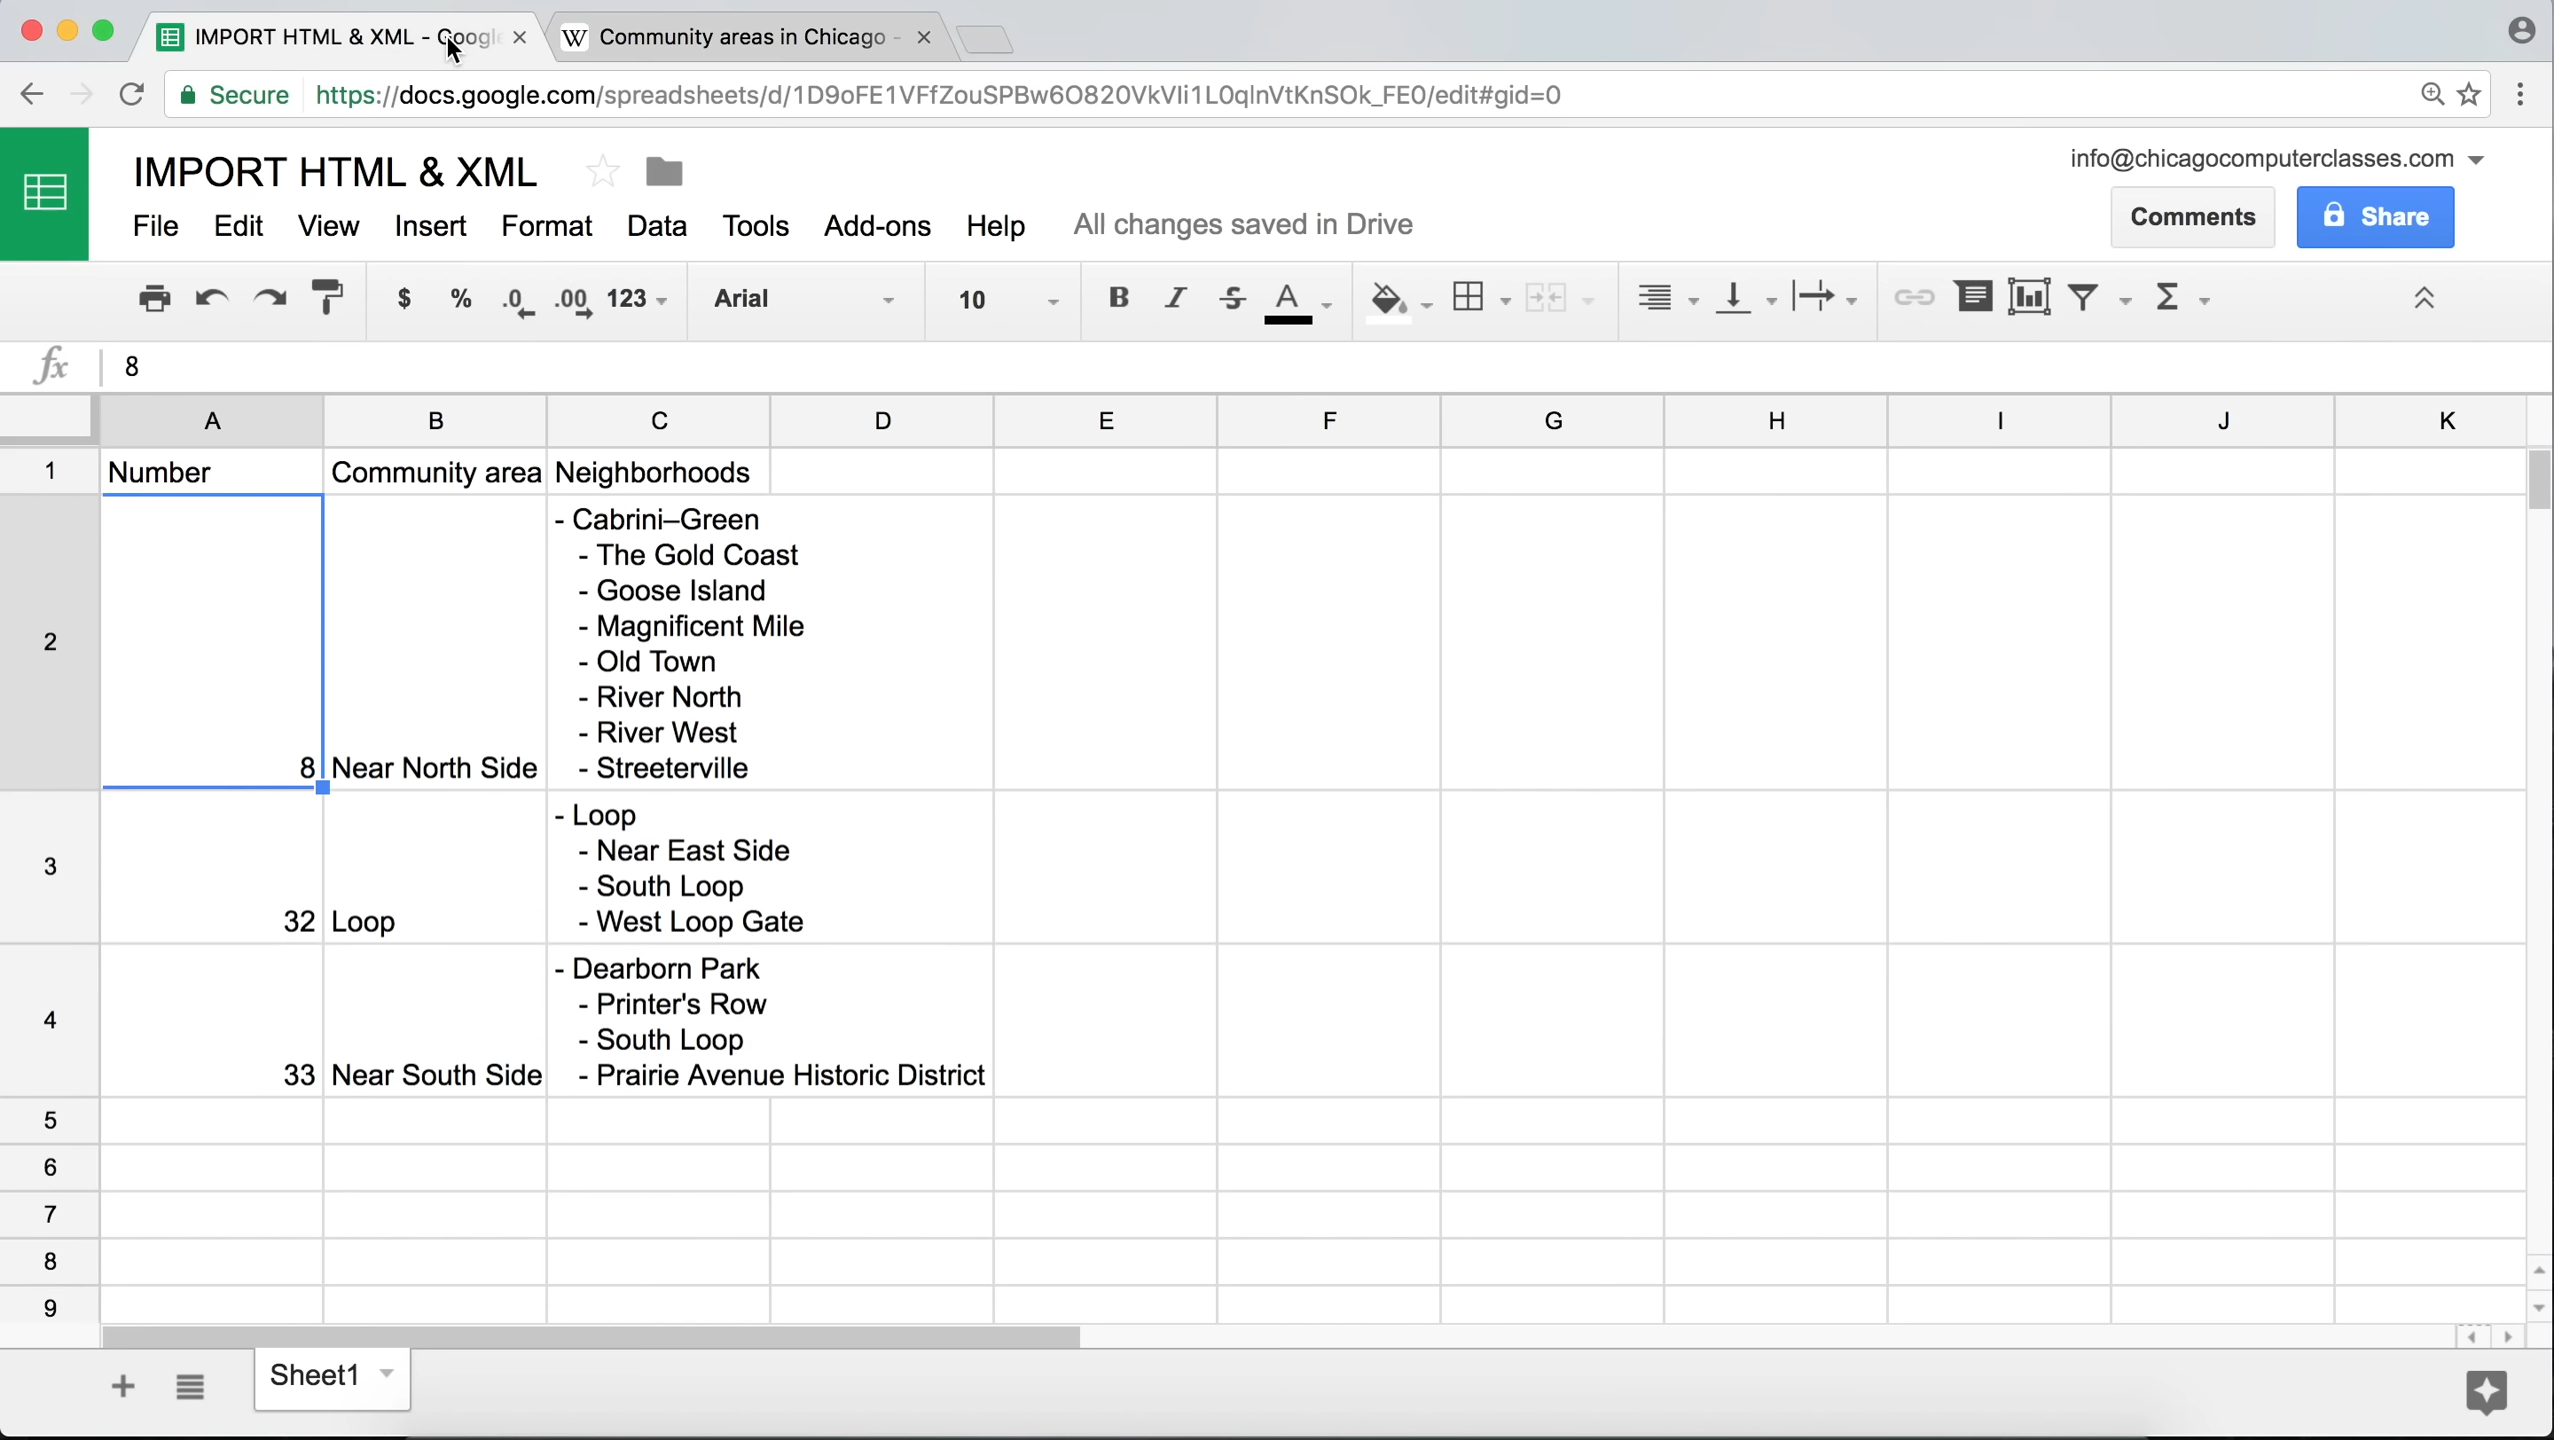 IMPORT HTML & XML - Google
Community areas in Chicago -
Secure https://docs.google.com/spreadsheets/d/1D9oFE1VFfZouSPBw6O820VkVIi1L0qlnVtKnSOk_FE0/edit#gid=0
IMPORT HTML & XML
info@chicagocomputerclasses.com
File Edit View Insert Format Data Tools Add-ons Help All changes saved in Drive
Comments Share
$ % .0 .00 123 Arial 10 B I S A Σ
fx 8
A B C D E F G H I J K
1 Number Community area Neighborhoods
- Cabrini–Green
- The Gold Coast
- Goose Island
- Magnificent Mile
2
- Old Town
- River North
- River West
8 Near North Side - Streeterville
- Loop
- Near East Side
3
- South Loop
32 Loop - West Loop Gate
- Dearborn Park
- Printer's Row
4
- South Loop
33 Near South Side - Prairie Avenue Historic District
5
6
7
8
9
+ Sheet1